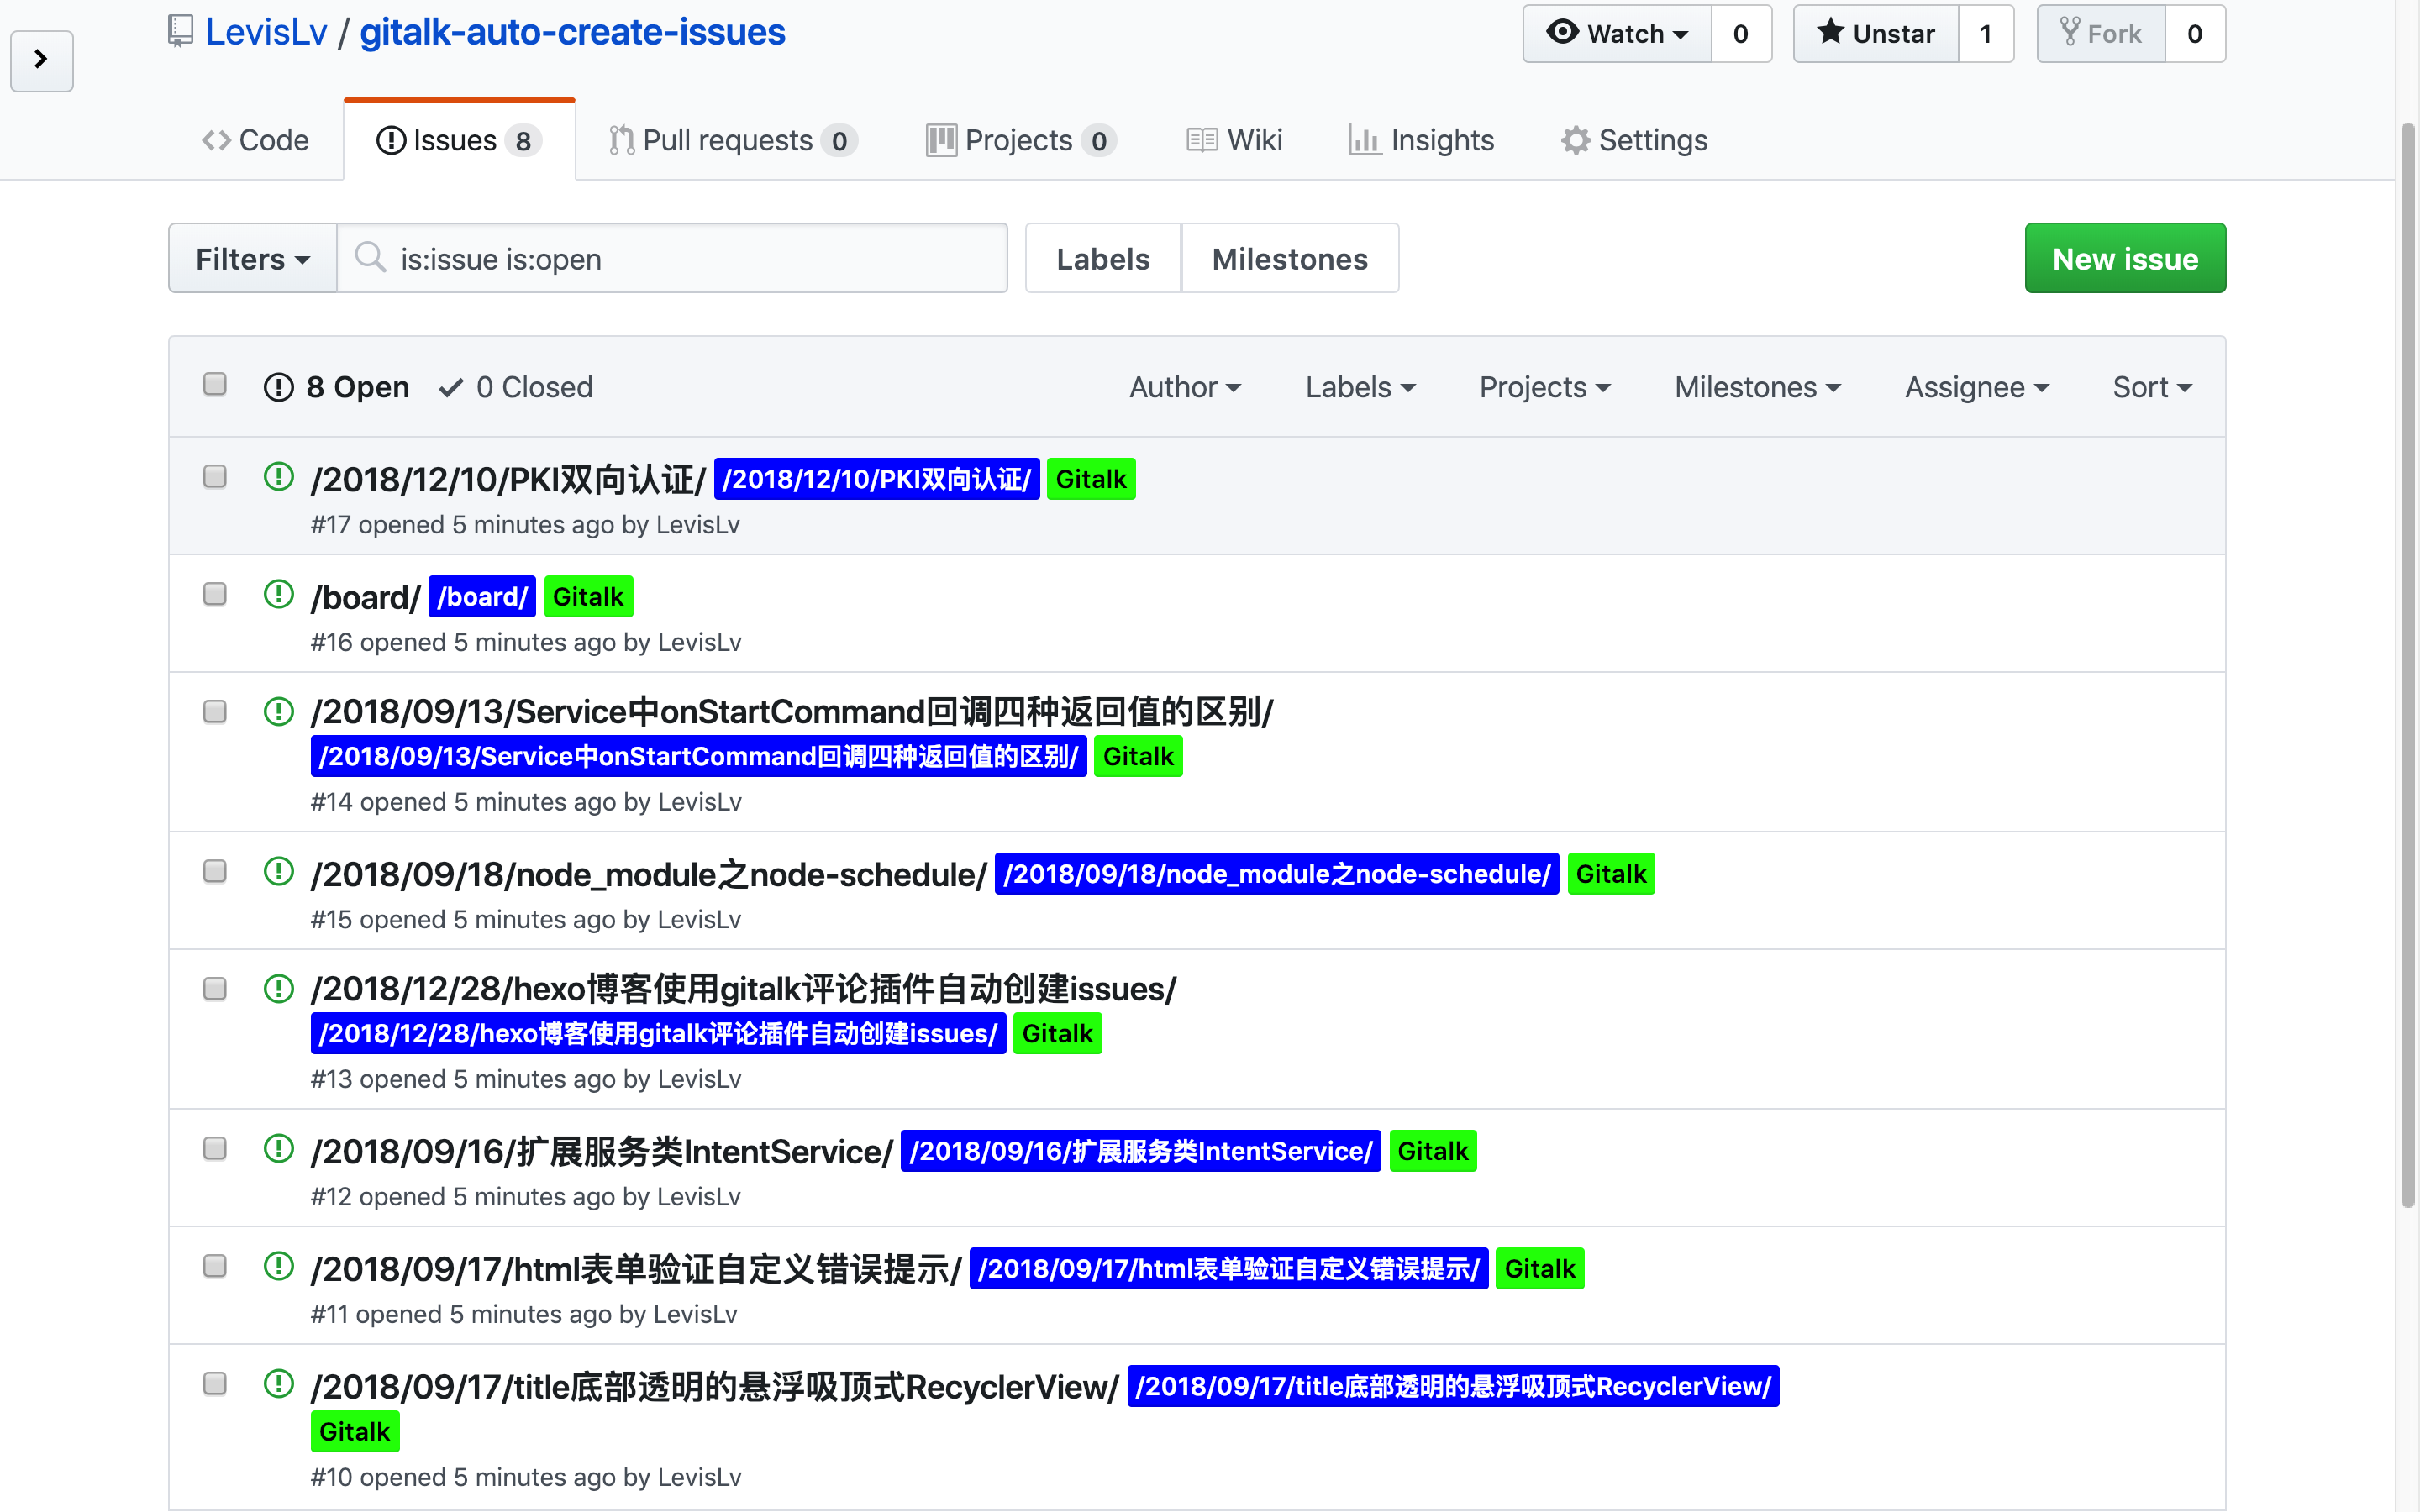 LevisLv / gitalk-auto-create-issues
Watch 0 Unstar 1 Fork 0
Code Issues 8 Pull requests 0 Projects 0 Wiki Insights Settings
Filters is:issue is:open Labels Milestones New issue
8 Open 0 Closed Author Labels Projects Milestones Assignee Sort
/2018/12/10/PKI双向认证/ /2018/12/10/PKI双向认证/ Gitalk
#17 opened 5 minutes ago by LevisLv
/board/ /board/ Gitalk
#16 opened 5 minutes ago by LevisLv
/2018/09/13/Service中onStartCommand回调四种返回值的区别/
/2018/09/13/Service中onStartCommand回调四种返回值的区别/ Gitalk
#14 opened 5 minutes ago by LevisLv
/2018/09/18/node_module之node-schedule/ /2018/09/18/node_module之node-schedule/ Gitalk
#15 opened 5 minutes ago by LevisLv
/2018/12/28/hexo博客使用gitalk评论插件自动创建issues/
/2018/12/28/hexo博客使用gitalk评论插件自动创建issues/ Gitalk
#13 opened 5 minutes ago by LevisLv
/2018/09/16/扩展服务类IntentService/ /2018/09/16/扩展服务类IntentService/ Gitalk
#12 opened 5 minutes ago by LevisLv
/2018/09/17/html表单验证自定义错误提示/ /2018/09/17/html表单验证自定义错误提示/ Gitalk
#11 opened 5 minutes ago by LevisLv
/2018/09/17/title底部透明的悬浮吸顶式RecyclerView/ /2018/09/17/title底部透明的悬浮吸顶式RecyclerView/
Gitalk
#10 opened 5 minutes ago by LevisLv